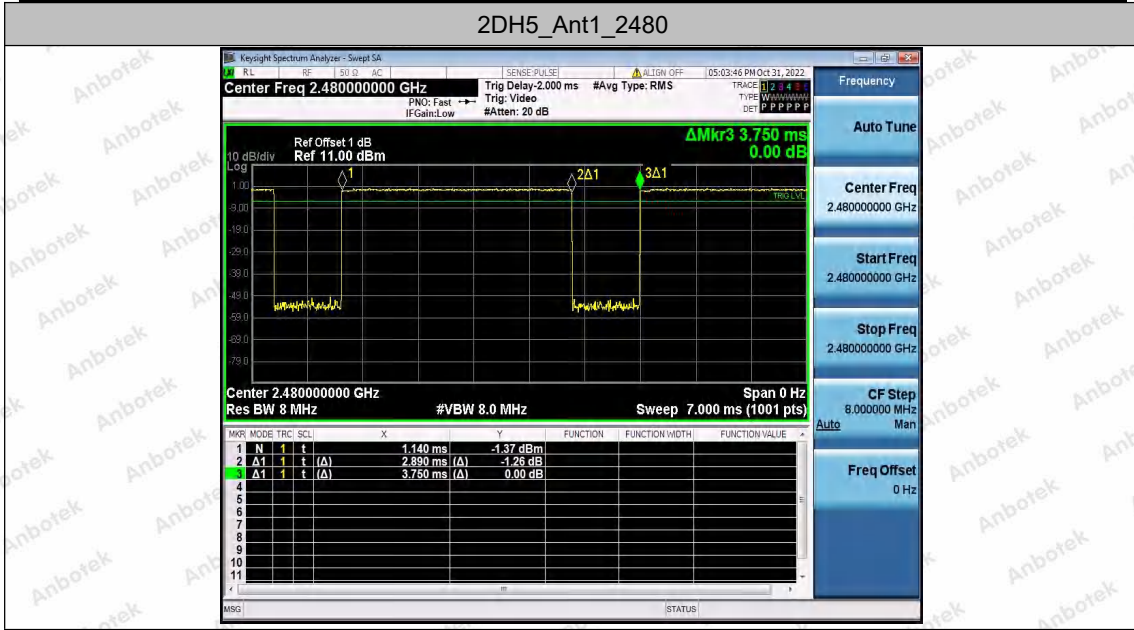 2DH5_Ant1_2480
Keysight Spectrum Analyzer - Swept SA
RL RF 50 Ω AC SENSE:PULSE ALIGN OFF 05:03:46 PM Oct 31, 2022
Center Freq 2.480000000 GHz
PNO: Fast
IFGain:Low
Trig Delay-2.000 ms
Trig: Video
#Atten: 20 dB
#Avg Type: RMS
TRACE 1 2 3 4 5 6
TYPE WWWWWW
DET P P P P P P
Ref Offset 1 dB
Ref 11.00 dBm
10 dB/div
Log
ΔMkr3 3.750 ms
0.00 dB
1
2Δ1
3Δ1
TRIG LVL
1.00
-9.00
-19.0
-29.0
-39.0
-49.0
-59.0
-69.0
-79.0
Center 2.480000000 GHz
Span 0 Hz
Res BW 8 MHz
#VBW 8.0 MHz
Sweep 7.000 ms (1001 pts)
MKR MODE TRC SCL X Y FUNCTION FUNCTION WIDTH FUNCTION VALUE
1 N 1 t 1.140 ms -1.37 dBm
2 Δ1 1 t (Δ) 2.890 ms (Δ) -1.26 dB
3 Δ1 1 t (Δ) 3.750 ms (Δ) 0.00 dB
4
5
6
7
8
9
10
11
MSG
STATUS
Frequency
Auto Tune
Center Freq
2.480000000 GHz
Start Freq
2.480000000 GHz
Stop Freq
2.480000000 GHz
CF Step
8.000000 MHz
Auto Man
Freq Offset
0 Hz
Anbotek